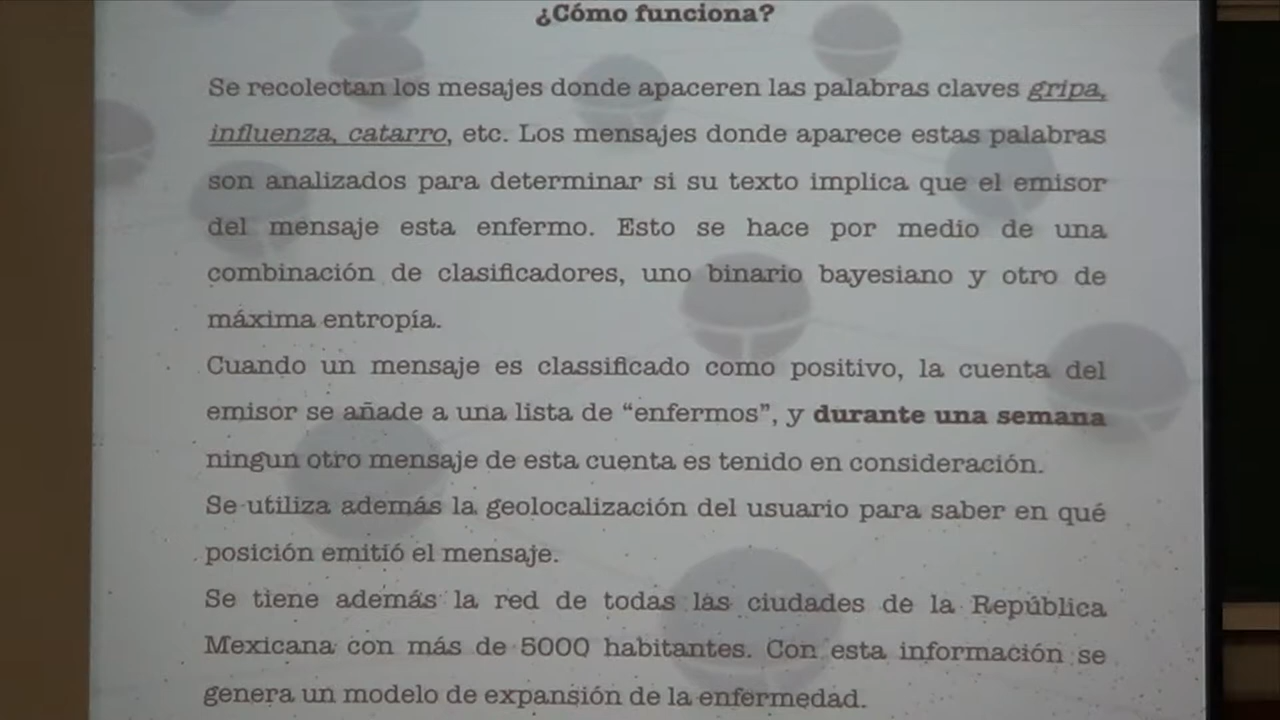 ¿Cómo funciona?
Se recolectan los mesajes donde apaceren las palabras claves gripa,
influenza, catarro, etc. Los mensajes donde aparece estas palabras
son analizados para determinar si su texto implica que el emisor
del mensaje esta enfermo. Esto se hace por medio de una
combinación de clasificadores, uno binario bayesiano y otro de
máxima entropía.
Cuando un mensaje es classificado como positivo, la cuenta del
emisor se añade a una lista de “enfermos”, y durante una semana
ningun otro mensaje de esta cuenta es tenido en consideración.
Se utiliza además la geolocalización del usuario para saber en qué
posición emitió el mensaje.
Se tiene además la red de todas las ciudades de la República
Mexicana con más de 5000 habitantes. Con esta información se
genera un modelo de expansión de la enfermedad.